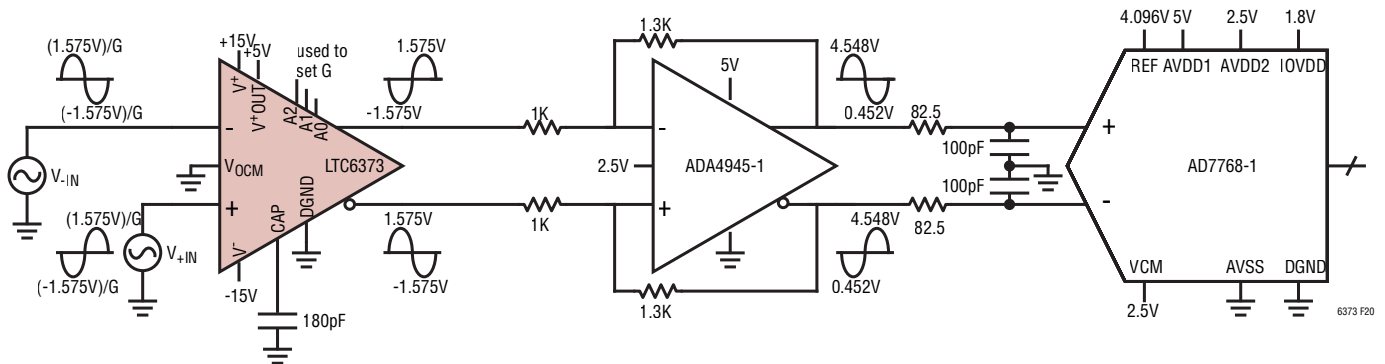 4.096V 5V 2.5V 1.8V
REF AVDD1 AVDD2 IOVDD
1.3K
(1.575V)/G
(-1.575V)/G
+15V
+5V
used to
set G
1.575V
-1.575V
5V
4.548V
0.452V
V+
V+OUT
A2
A1
A0
1K
82.5
-
-
+
100pF
V-IN
VOCM
LTC6373
2.5V
ADA4945-1
AD7768-1
100pF
(1.575V)/G
(-1.575V)/G
V+IN
+
CAP
DGND
V-
-15V
1.575V
-1.575V
1K
+
4.548V
0.452V
82.5
-
180pF
1.3K
VCM AVSS DGND
2.5V
6373 F20